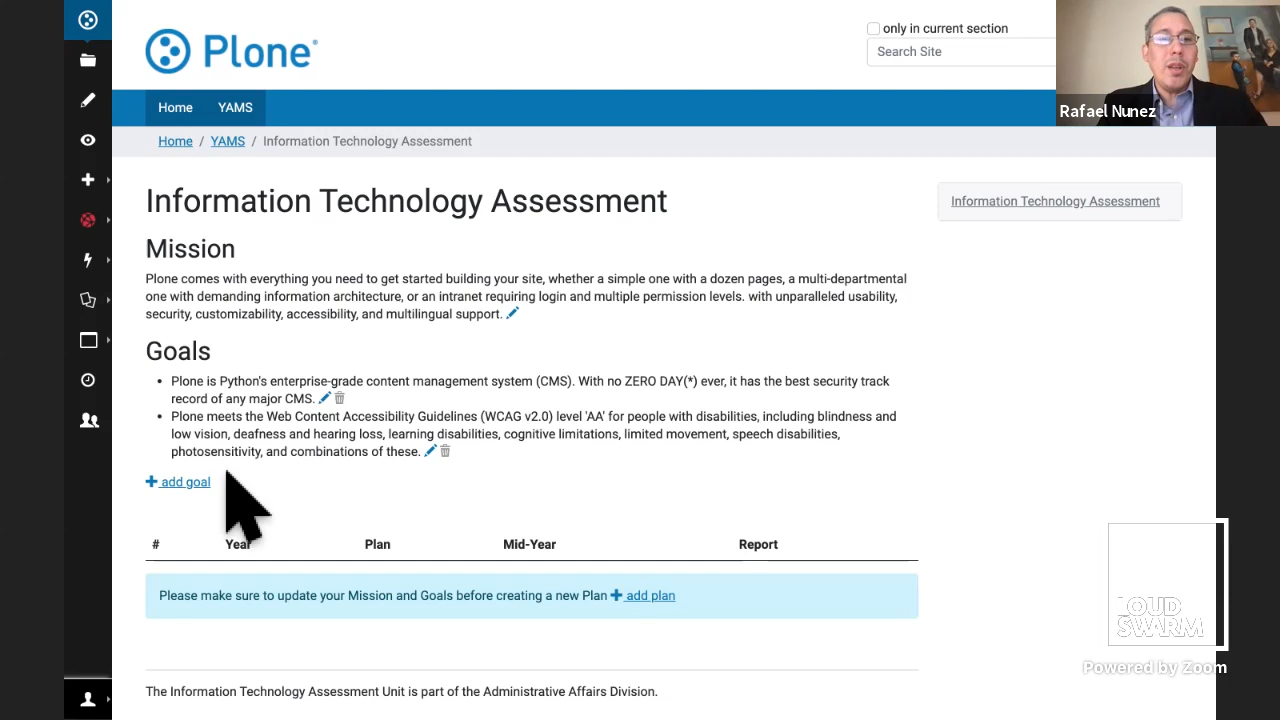 Plone®
only in current section
Search Site
Rafael Nunez
Home YAMS
Home / YAMS / Information Technology Assessment
Information Technology Assessment
Information Technology Assessment
Mission
Plone comes with everything you need to get started building your site, whether a simple one with a dozen pages, a multi-departmental
one with demanding information architecture, or an intranet requiring login and multiple permission levels. with unparalleled usability,
security, customizability, accessibility, and multilingual support.
Goals
• Plone is Python's enterprise-grade content management system (CMS). With no ZERO DAY(*) ever, it has the best security track
record of any major CMS.
• Plone meets the Web Content Accessibility Guidelines (WCAG v2.0) level 'AA' for people with disabilities, including blindness and
low vision, deafness and hearing loss, learning disabilities, cognitive limitations, limited movement, speech disabilities,
photosensitivity, and combinations of these.
add goal
# Year Plan Mid-Year Report
Please make sure to update your Mission and Goals before creating a new Plan add plan
LOUD
SWARM
Powered by Zoom
The Information Technology Assessment Unit is part of the Administrative Affairs Division.